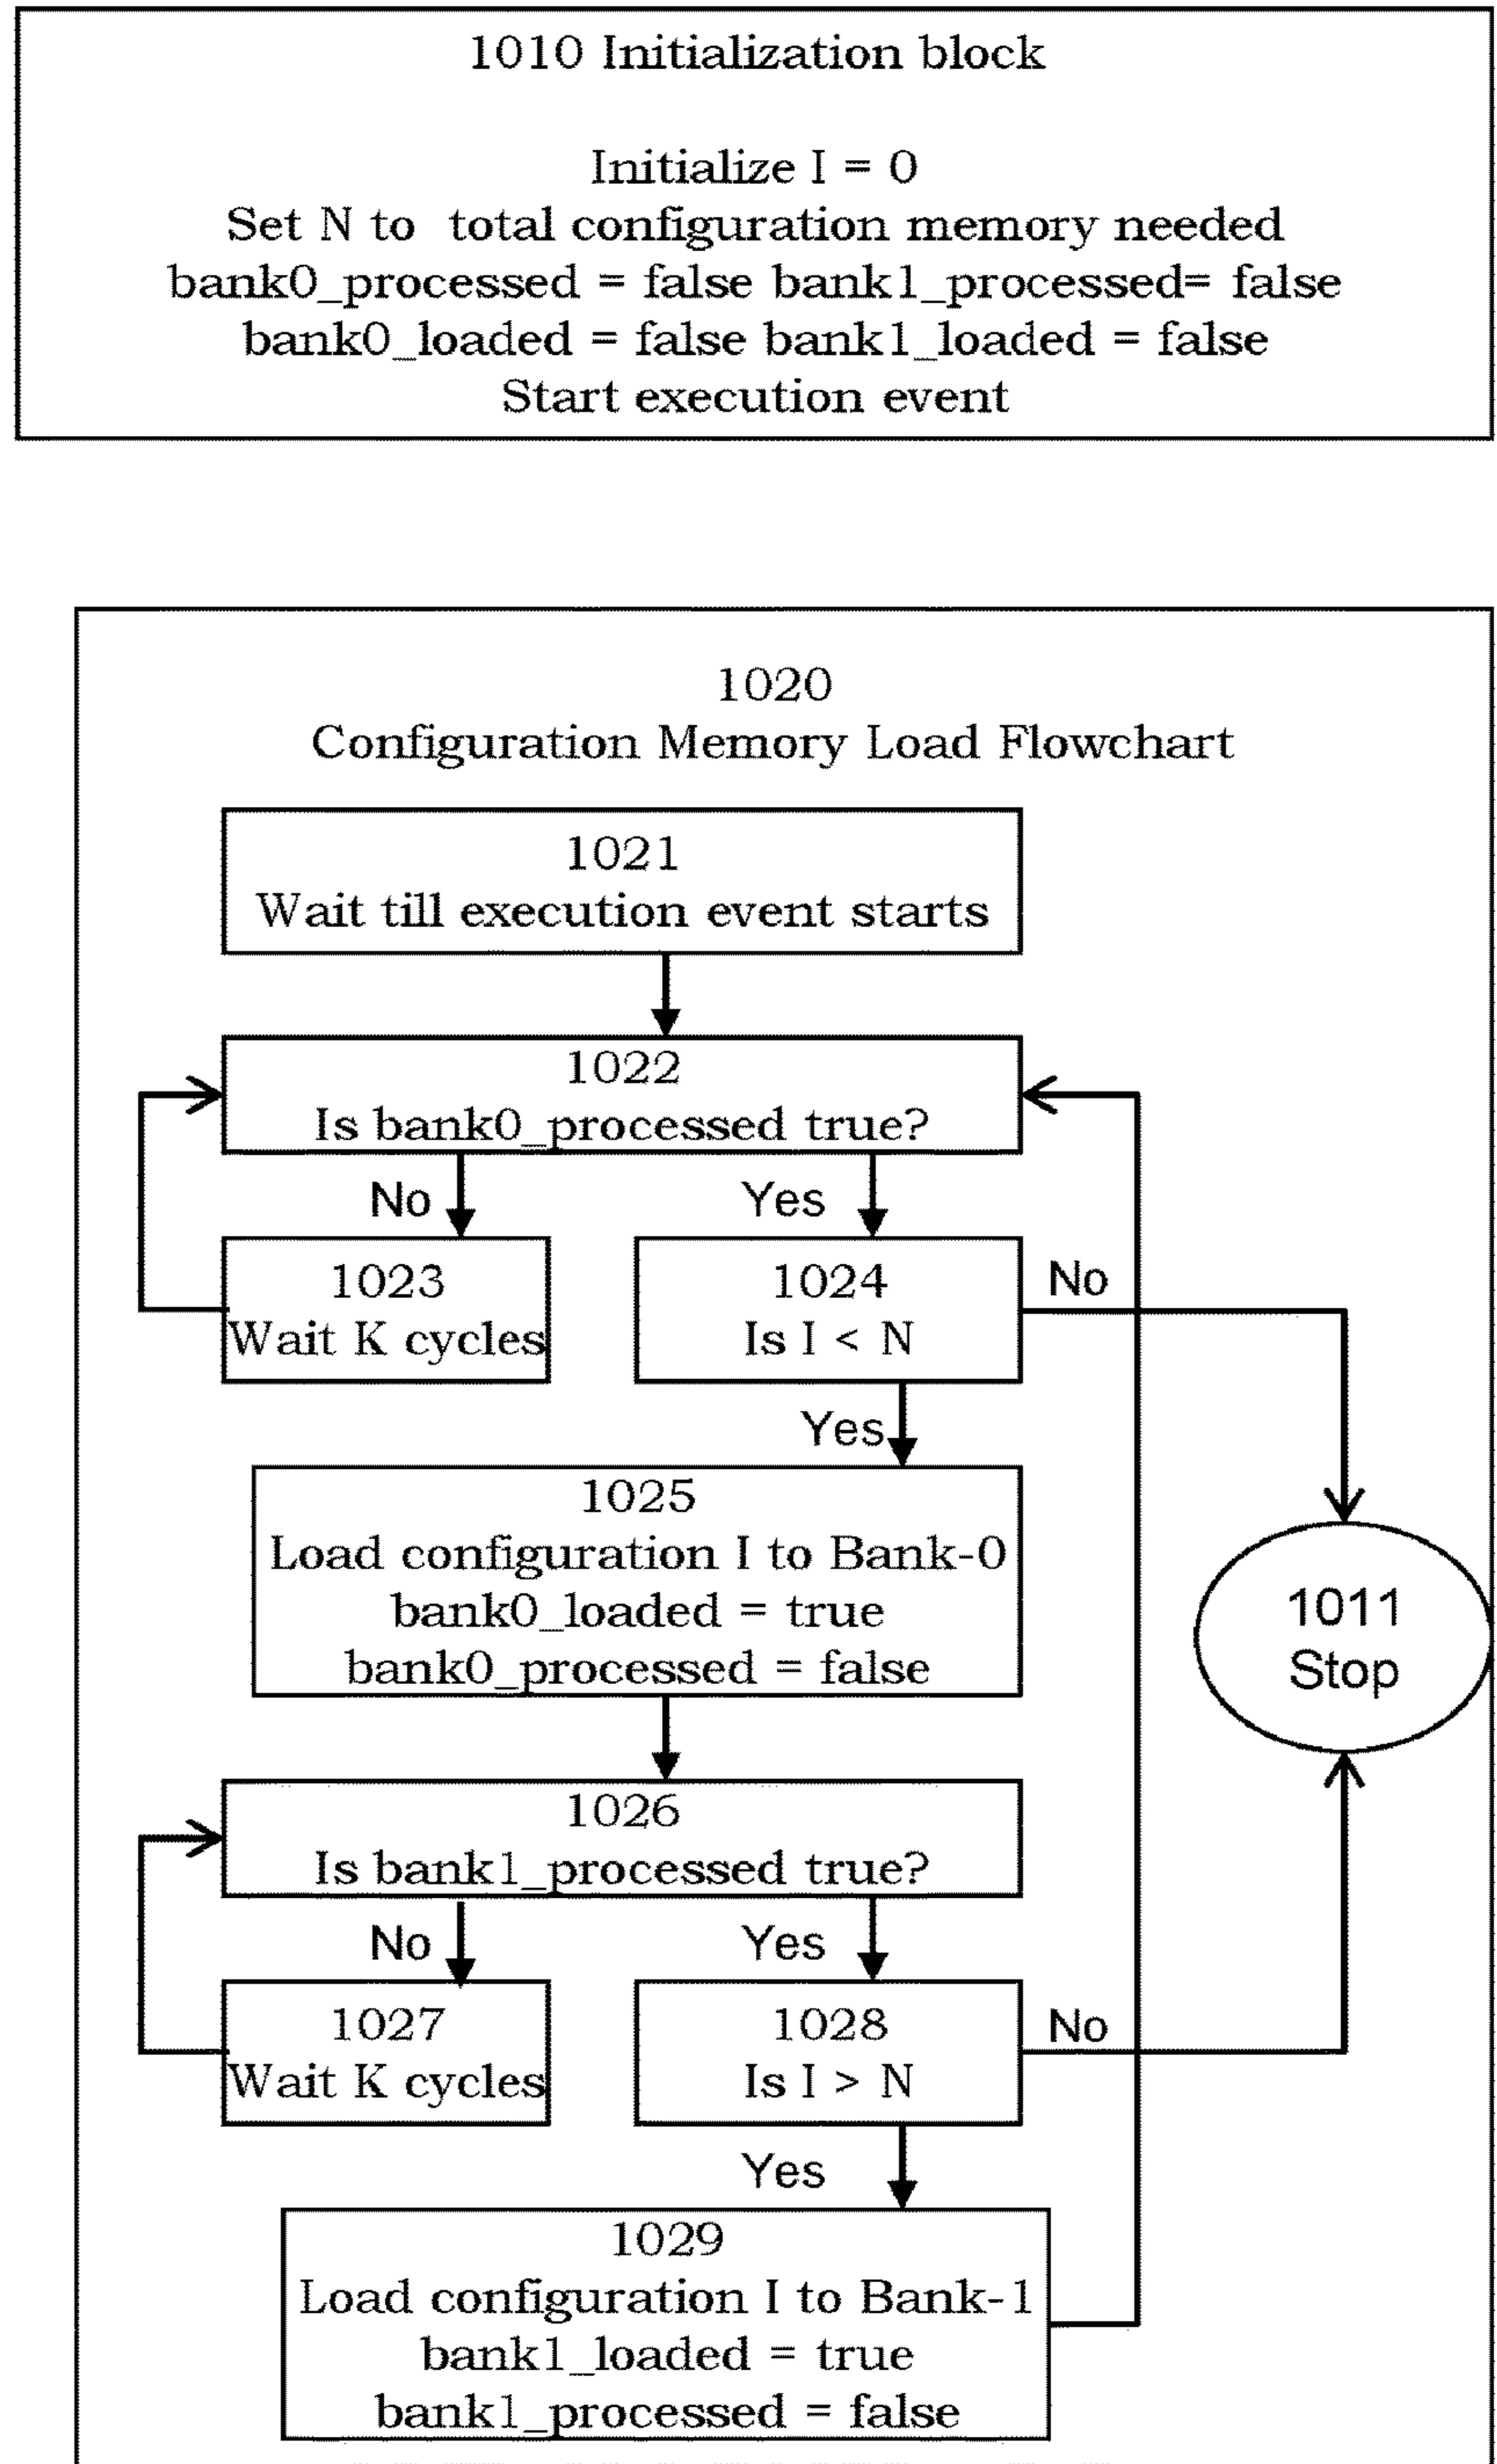 1010 Initialization block
Initialize I = 0
Set N to total configuration memory needed
bank0_processed = false bank1_processed= false
bank0_loaded = false bank1_loaded = false
Start execution event
1020
Configuration Memory Load Flowchart
1021
Wait till execution event starts
1022
Is bank0_processed true?
No
Yes
1023
Wait K cycles
1024
Is I < N
No
Yes
1025
Load configuration I to Bank-0
bank0_loaded = true
bank0_processed = false
1011
Stop
1026
Is bank1_processed true?
No
Yes
1027
Wait K cycles
1028
Is I > N
No
Yes
1029
Load configuration I to Bank-1
bank1_loaded = true
bank1_processed = false